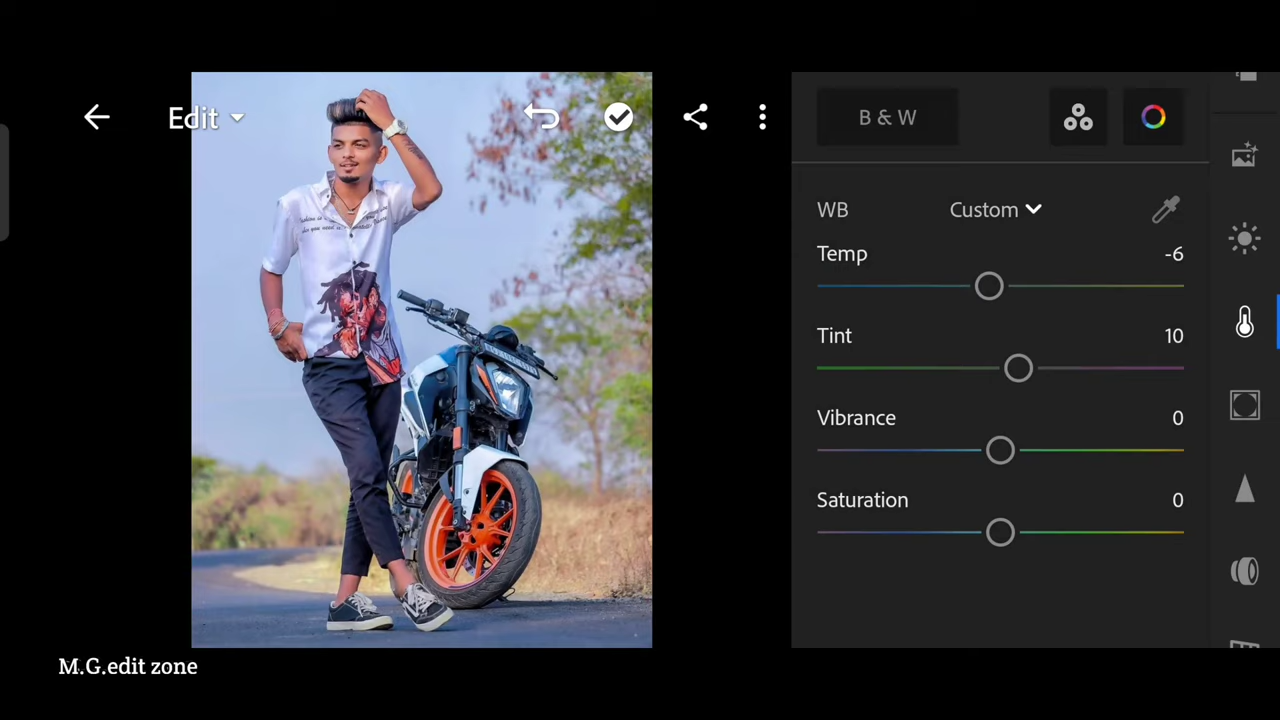 Edit
B & W
WB
Custom
Temp
-6
Tint
10
Vibrance
0
Saturation
0
M.G.edit zone